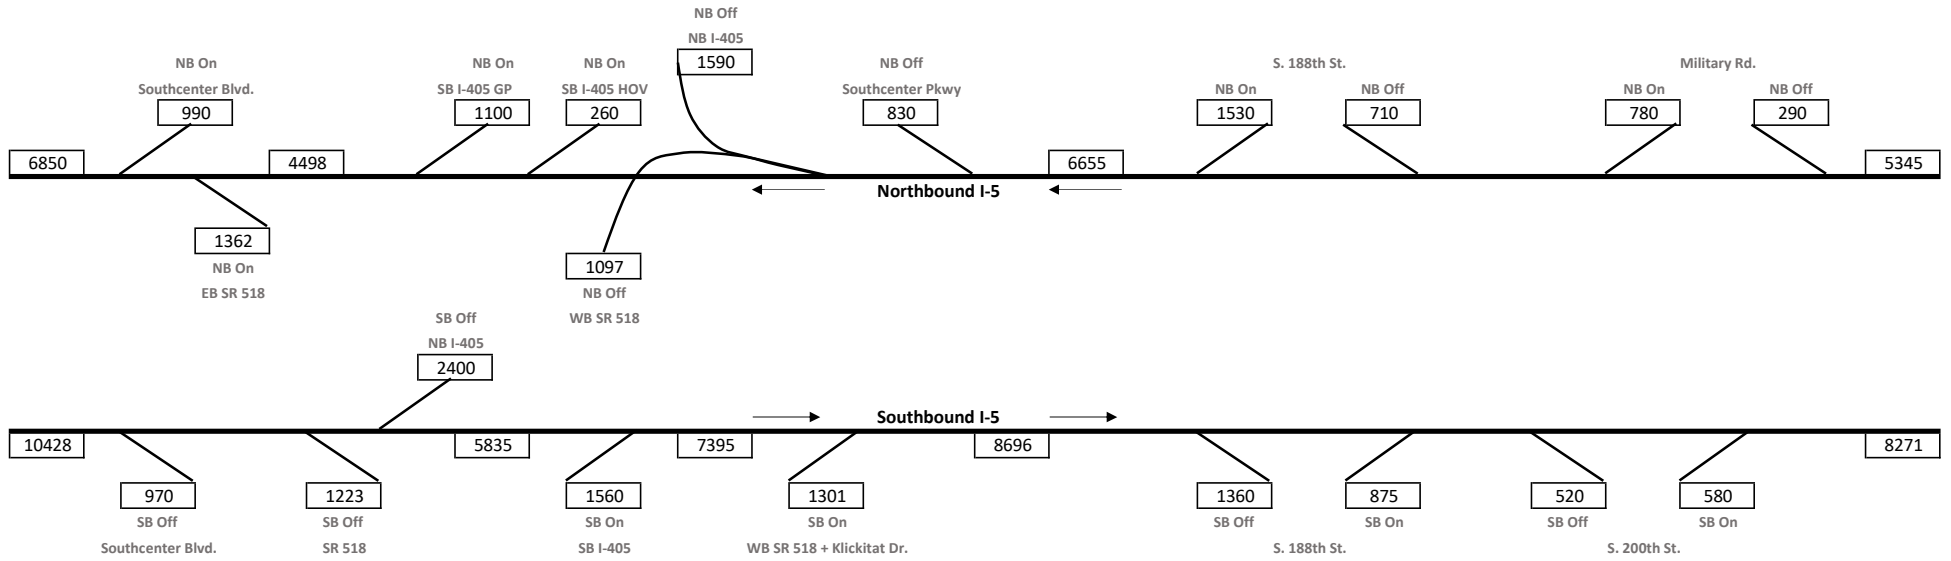 NB Off
NB I-405
1590
NB On
Southcenter Blvd.
990
NB On
SB I-405 GP
1100
NB On
SB I-405 HOV
260
NB Off
Southcenter Pkwy
830
S. 188th St.
NB On
1530
NB Off
710
Military Rd.
NB On
780
NB Off
290
6850
4498
6655
5345
Northbound I-5
1362
NB On
EB SR 518
1097
NB Off
WB SR 518
SB Off
NB I-405
2400
Southbound I-5
10428
5835
7395
8696
8271
970
SB Off
Southcenter Blvd.
1223
SB Off
SR 518
1560
SB On
SB I-405
1301
SB On
WB SR 518 + Klickitat Dr.
1360
SB Off
875
SB On
S. 188th St.
520
SB Off
580
SB On
S. 200th St.